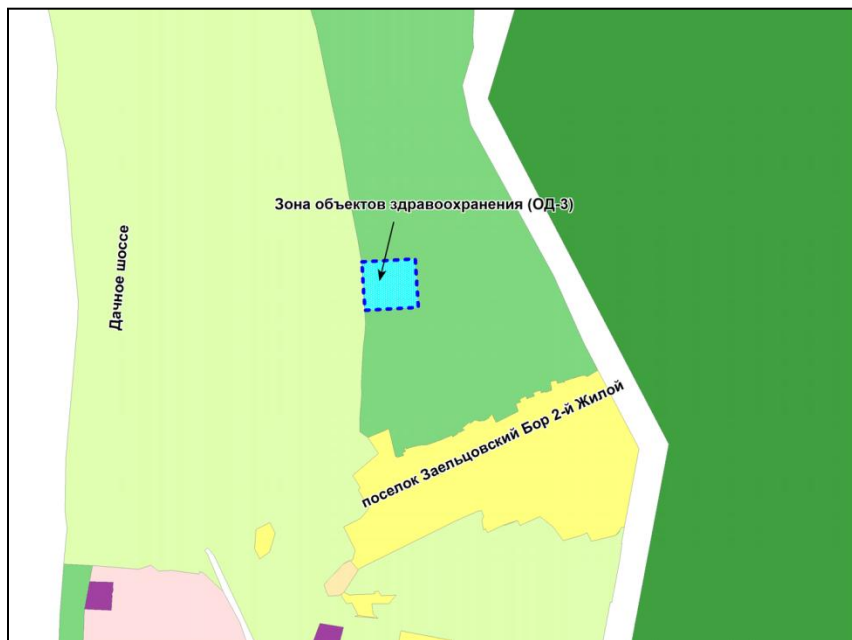 Зона объектов здравоохранения (ОД-3)
Дачное шоссе
поселок Заельцовский Бор 2-й Жилой